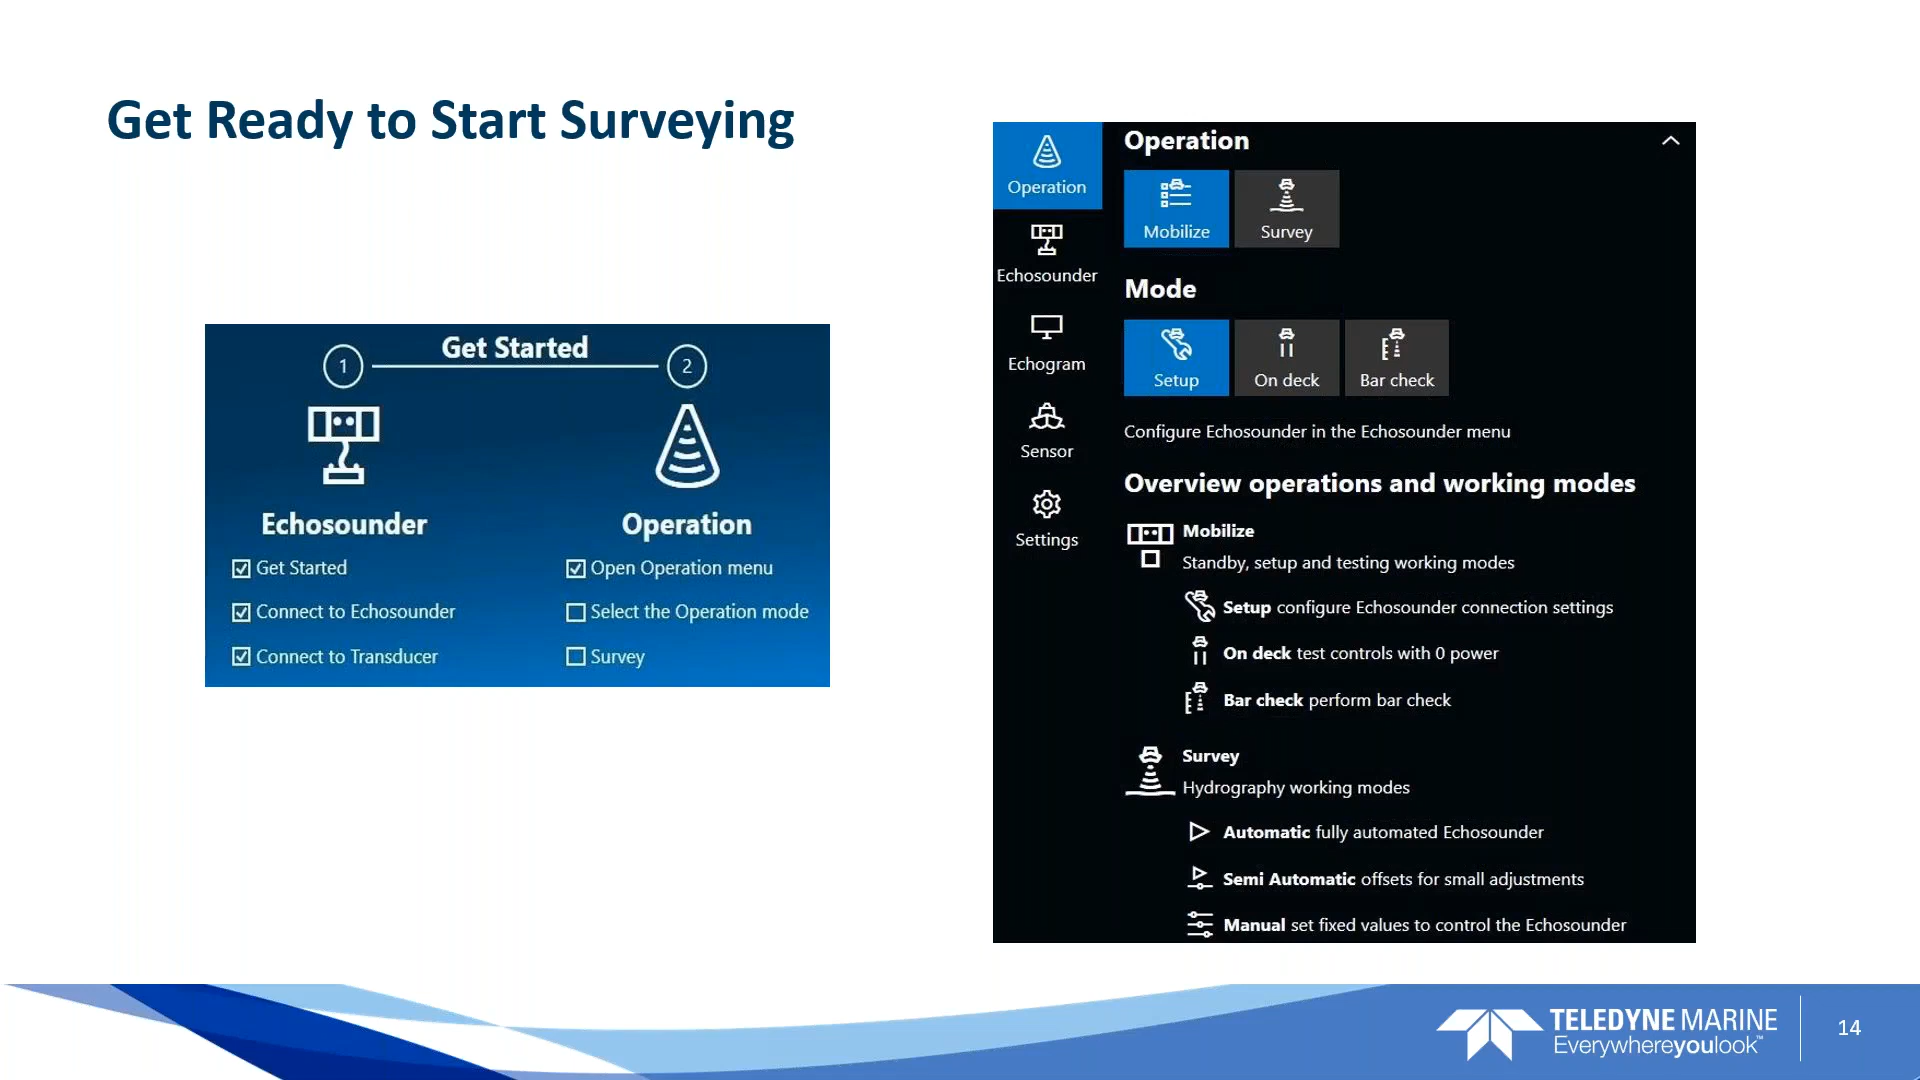 Get Ready to Start Surveying
Get Started
1
2
Echosounder
Get Started
Connect to Echosounder
Connect to Transducer
Operation
Open Operation menu
Select the Operation mode
Survey
Operation
Echosounder
Echogram
Sensor
Settings
Operation
Mobilize
Survey
Mode
Setup
On deck
Bar check
Configure Echosounder in the Echosounder menu
Overview operations and working modes
Mobilize
Standby, setup and testing working modes
Setup configure Echosounder connection settings
On deck test controls with 0 power
Bar check perform bar check
Survey
Hydrography working modes
Automatic fully automated Echosounder
Semi Automatic offsets for small adjustments
Manual set fixed values to control the Echosounder
TELEDYNE MARINE
Everywhereyoulook™
14